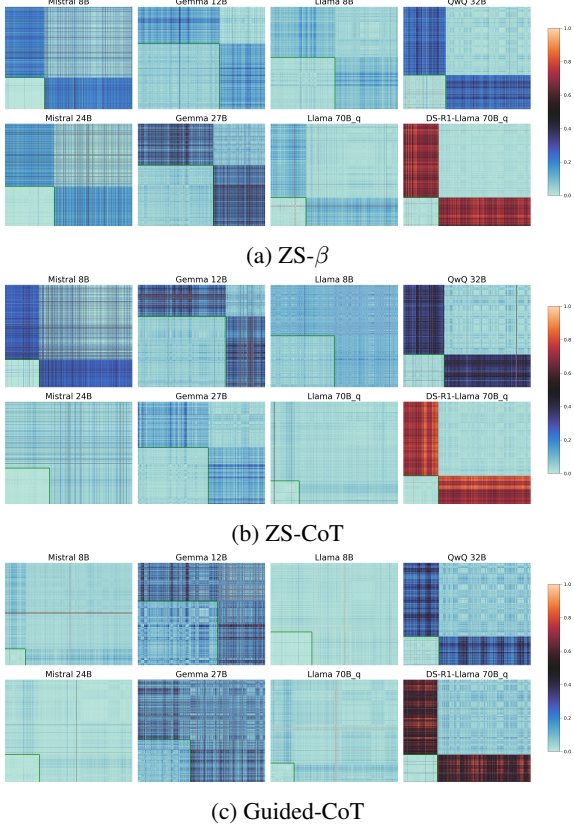 Mistral 8B Gemma 12B Llama 8B QwQ 32B
1.0
0.8
0.6
0.4
0.2
0.0
Mistral 24B Gemma 27B Llama 70B_q DS-R1-Llama 70B_q
(a) ZS-β
Mistral 8B Gemma 12B Llama 8B QwQ 32B
1.0
0.8
0.6
0.4
0.2
0.0
Mistral 24B Gemma 27B Llama 70B_q DS-R1-Llama 70B_q
(b) ZS-CoT
Mistral 8B Gemma 12B Llama 8B QwQ 32B
1.0
0.8
0.6
0.4
0.2
0.0
Mistral 24B Gemma 27B Llama 70B_q DS-R1-Llama 70B_q
(c) Guided-CoT